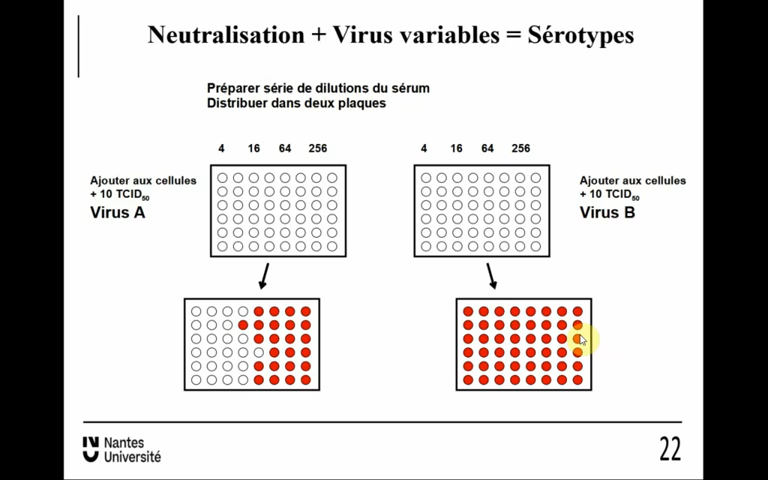 Neutralisation + Virus variables = Sérotypes
Préparer série de dilutions du sérum
Distribuer dans deux plaques
4 16 64 256
4 16 64 256
Ajouter aux cellules
+ 10 TCID50
Virus A
Ajouter aux cellules
+ 10 TCID50
Virus B
Nantes
Université
22